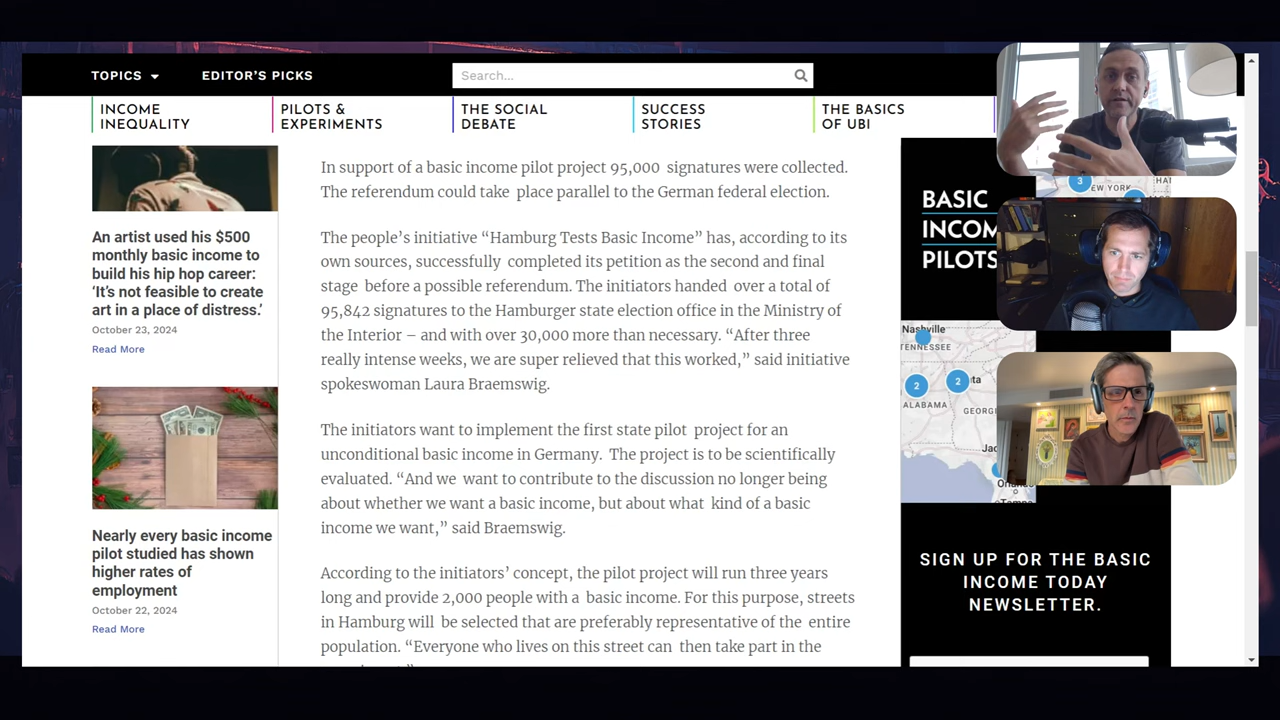 TOPICS
EDITOR'S PICKS
Search...
INCOME
INEQUALITY
PILOTS &
EXPERIMENTS
THE SOCIAL
DEBATE
SUCCESS
STORIES
THE BASICS
OF UBI
An artist used his $500
monthly basic income to
build his hip hop career:
'It's not feasible to create
art in a place of distress.'
October 23, 2024
Read More
Nearly every basic income
pilot studied has shown
higher rates of
employment
October 22, 2024
Read More
In support of a basic income pilot project 95,000 signatures were collected.
The referendum could take place parallel to the German federal election.
The people's initiative “Hamburg Tests Basic Income” has, according to its
own sources, successfully completed its petition as the second and final
stage before a possible referendum. The initiators handed over a total of
95,842 signatures to the Hamburger state election office in the Ministry of
the Interior – and with over 30,000 more than necessary. “After three
really intense weeks, we are super relieved that this worked,” said initiative
spokeswoman Laura Braemswig.
The initiators want to implement the first state pilot project for an
unconditional basic income in Germany. The project is to be scientifically
evaluated. “And we want to contribute to the discussion no longer being
about whether we want a basic income, but about what kind of a basic
income we want,” said Braemswig.
According to the initiators' concept, the pilot project will run three years
long and provide 2,000 people with a basic income. For this purpose, streets
in Hamburg will be selected that are preferably representative of the entire
population. “Everyone who lives on this street can then take part in the
BASIC
INCOM
PILOTS
3
NEW YORK
Nashville
TENNESSEE
2
2
ALABAMA
GEORG
Orlando
Tampa
SIGN UP FOR THE BASIC
INCOME TODAY
NEWSLETTER.